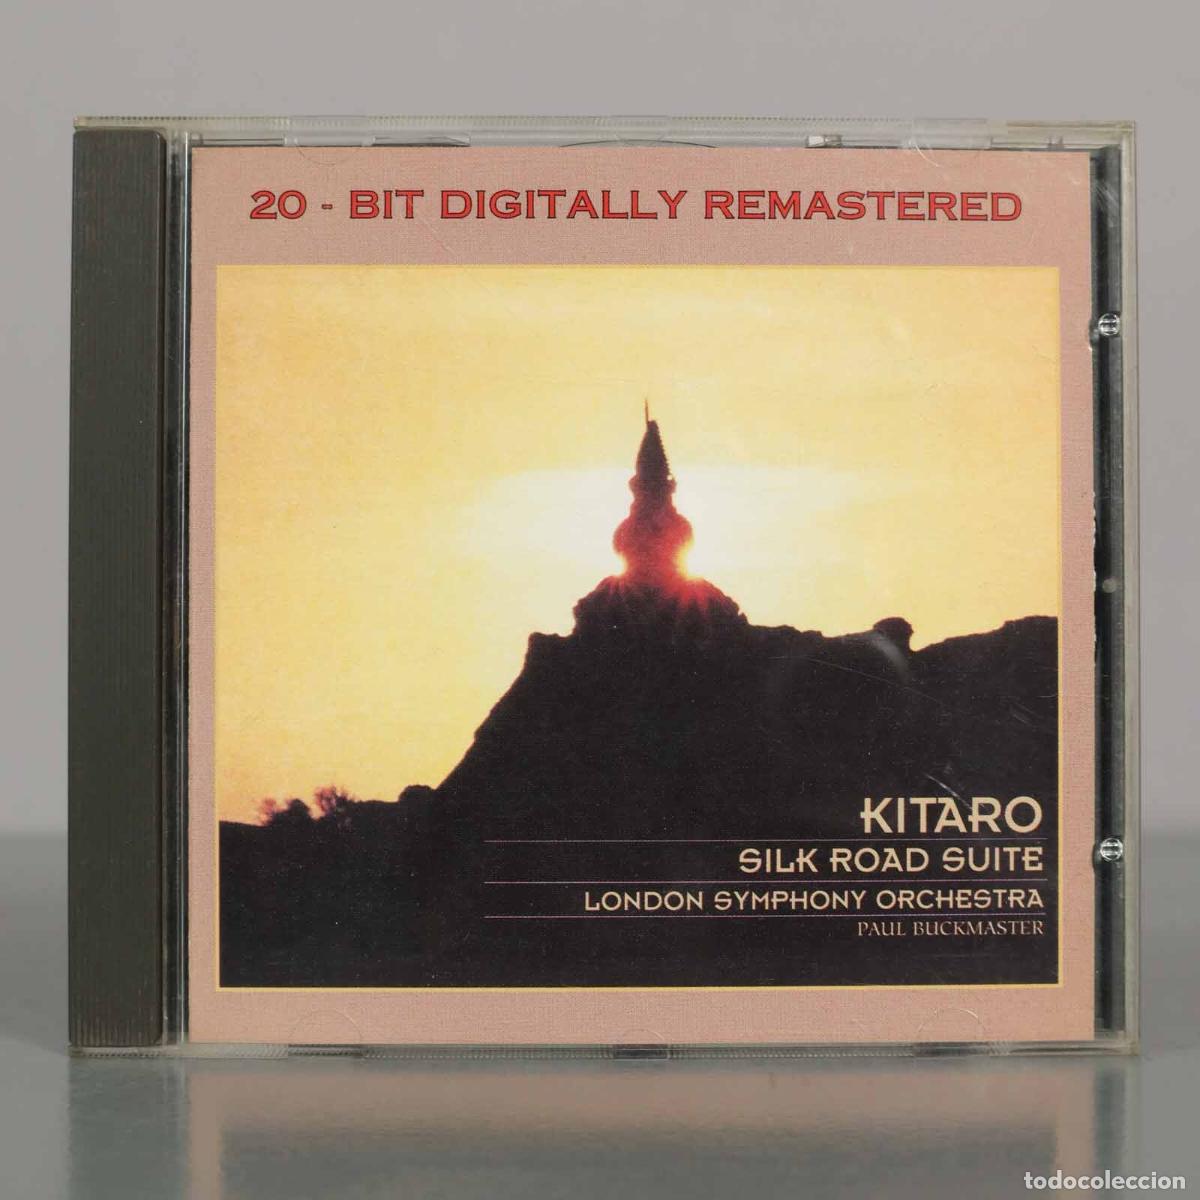 20 - BIT DIGITALLY REMASTERED
KITARO
SILK ROAD SUITE
LONDON SYMPHONY ORCHESTRA
PAUL BUCKMASTER
todocoleccion